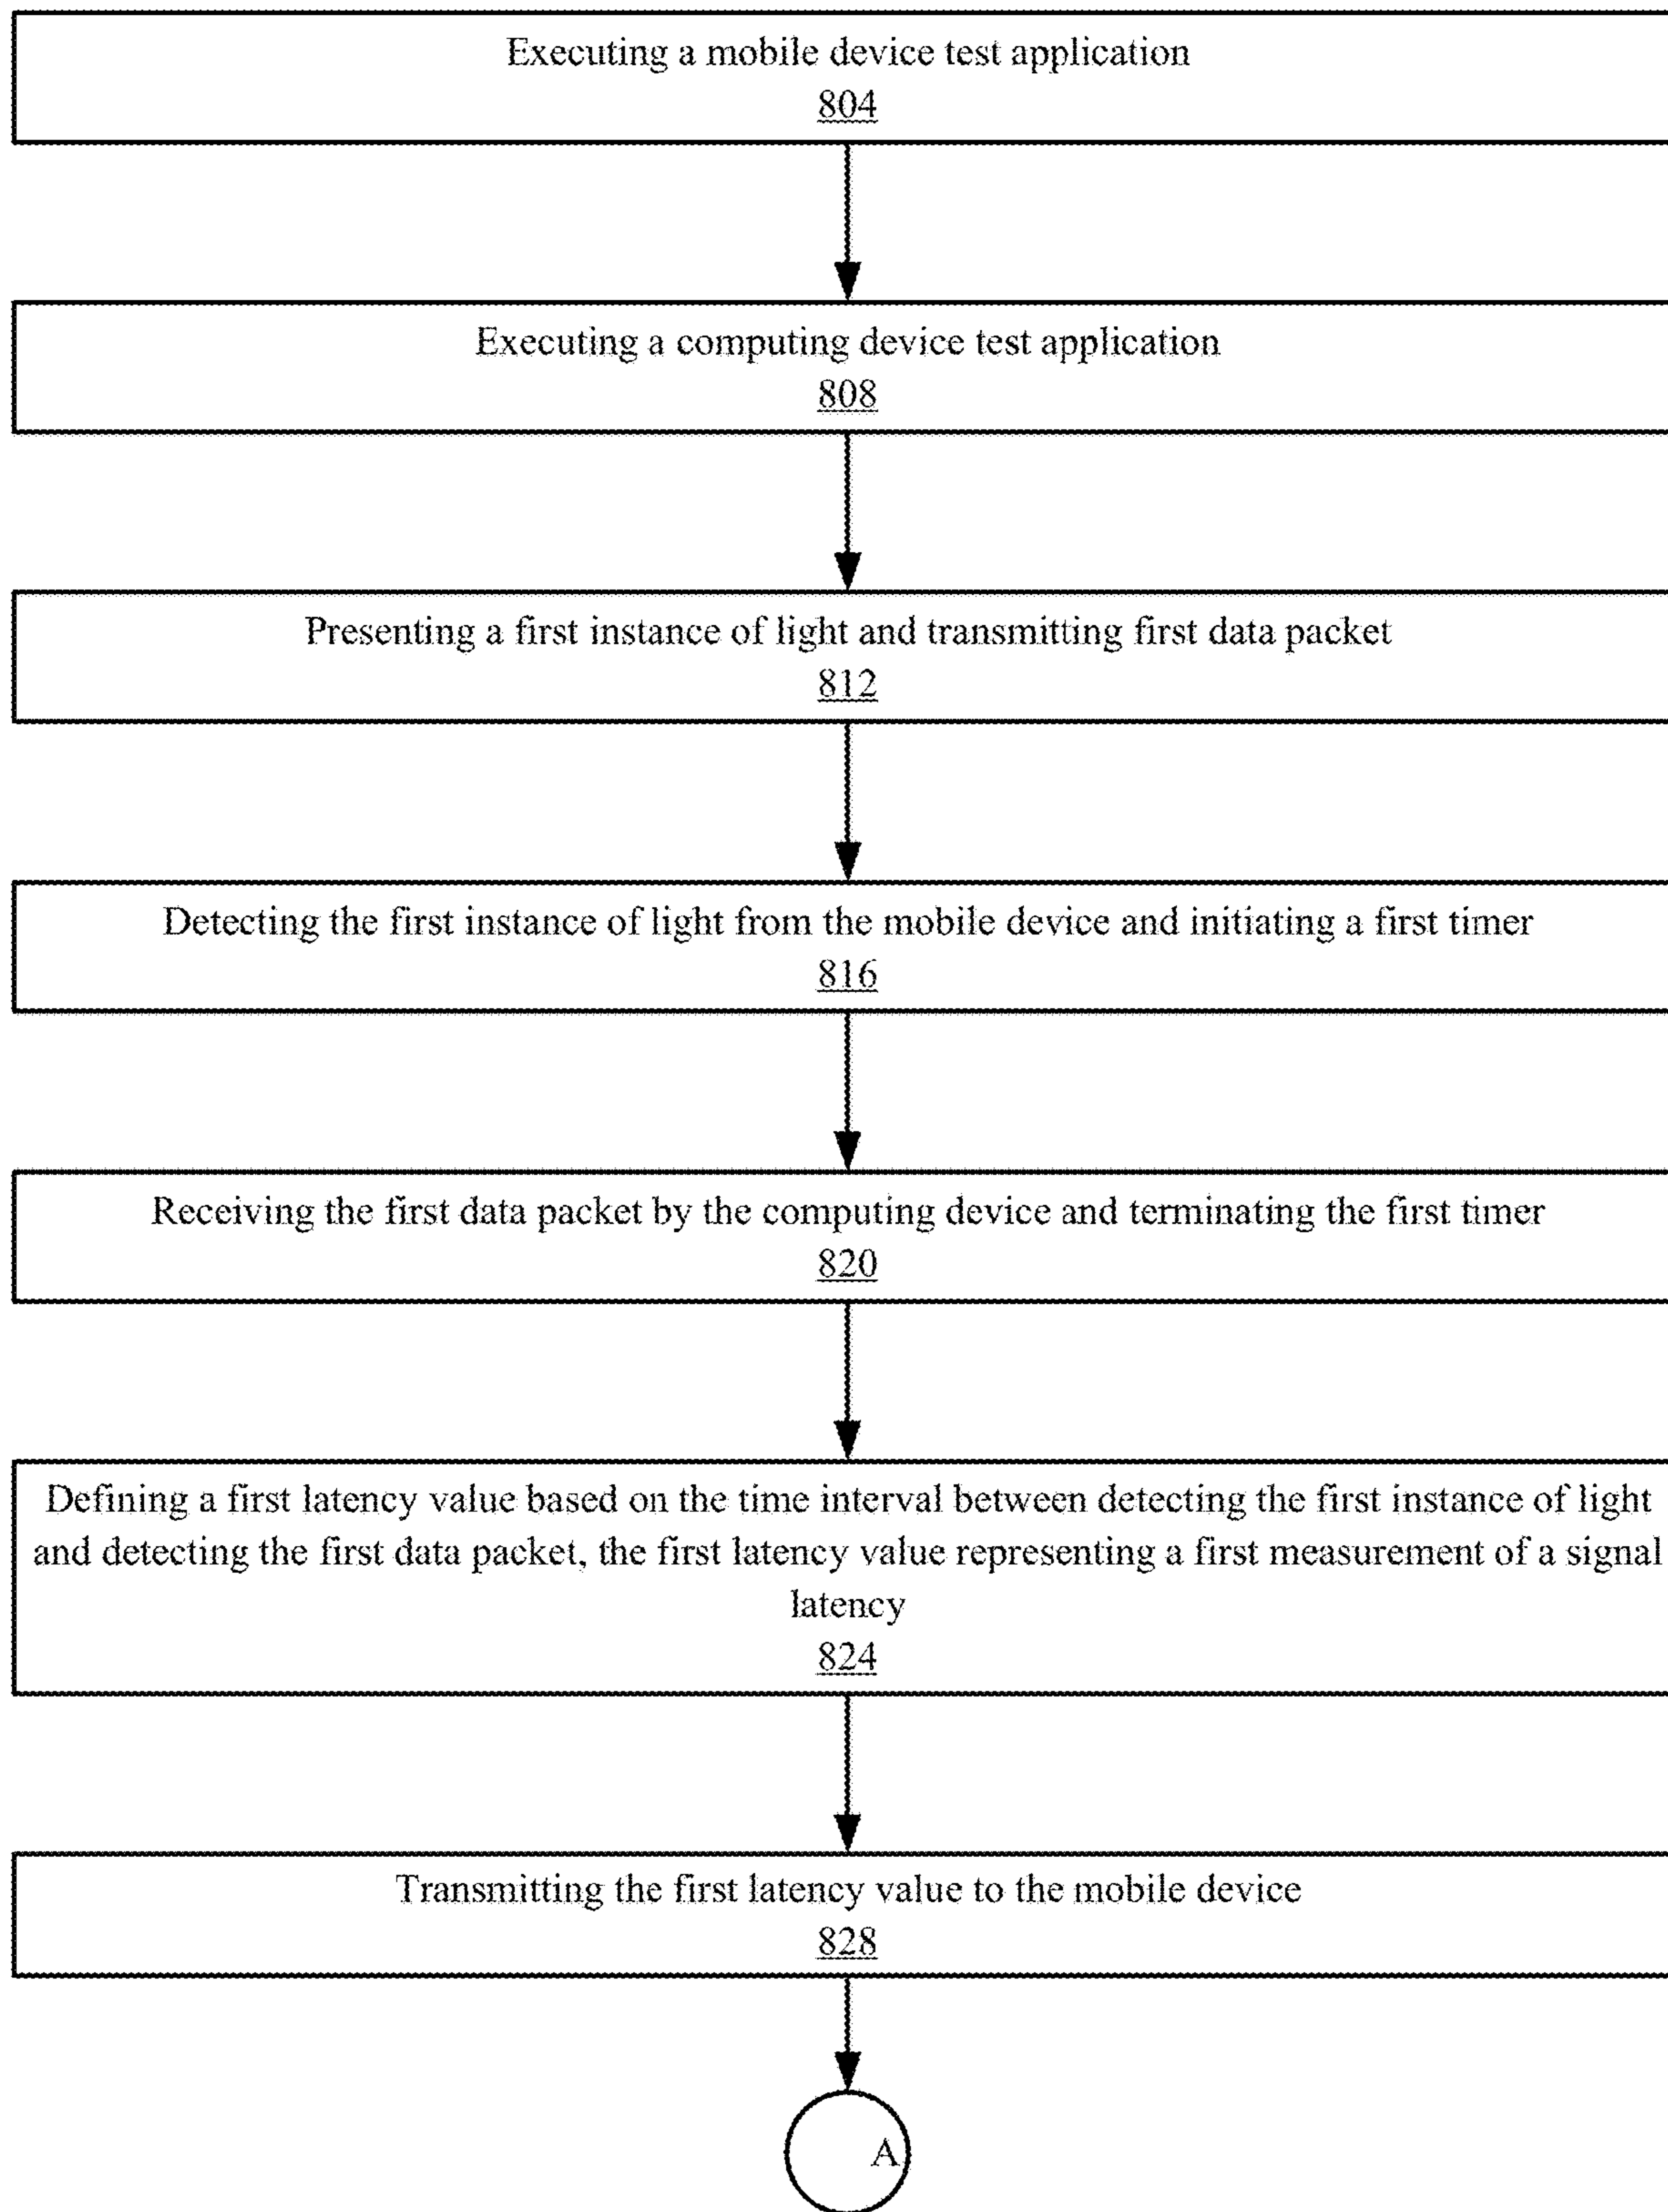 Executing a mobile device test application
804
Executing a computing device test application
808
Presenting a first instance of light and transmitting first data packet
812
Detecting the first instance of light from the mobile device and initiating a first timer
816
Receiving the first data packet by the computing device and terminating the first timer
820
Defining a first latency value based on the time interval between detecting the first instance of light
and detecting the first data packet, the first latency value representing a first measurement of a signal
latency
824
Transmitting the first latency value to the mobile device
828
A